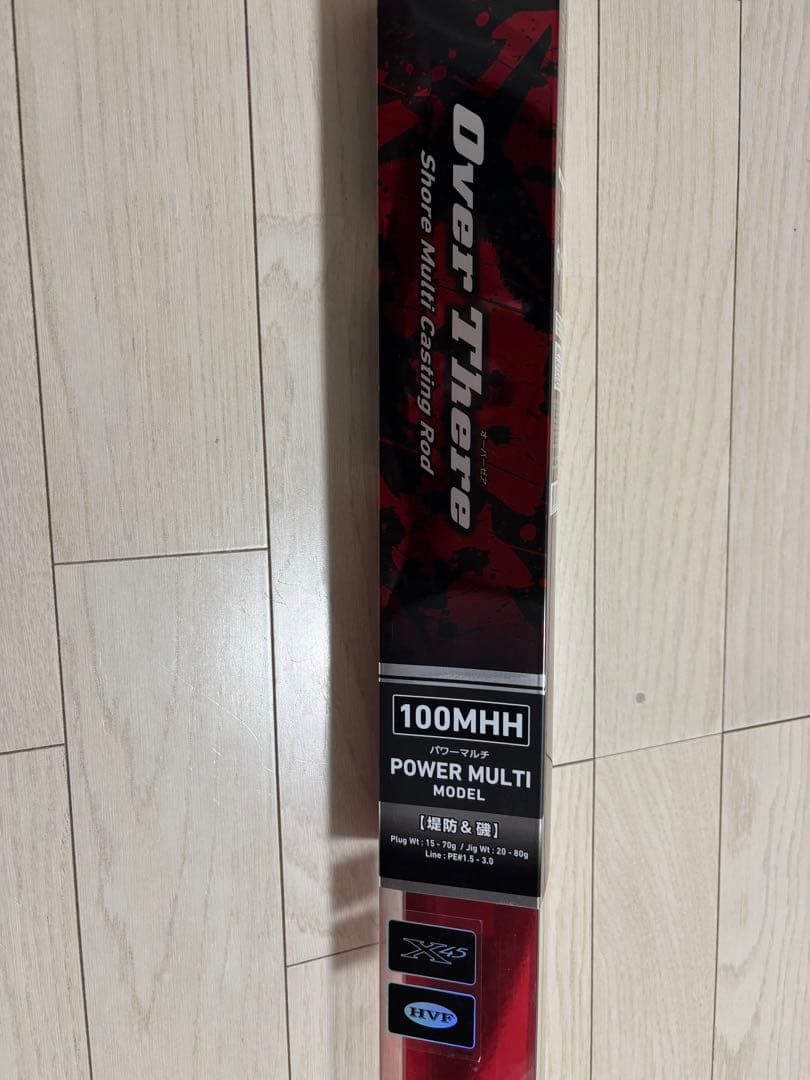 Over There
オーバーゼア
Shore Multi Casting Rod
100MHH
パワーマルチ
POWER MULTI
MODEL
【堤防&磯】
Plug Wt : 15 - 70g / Jig Wt : 20 - 80g
Line : PE#1.5 - 3.0
X45
HVF